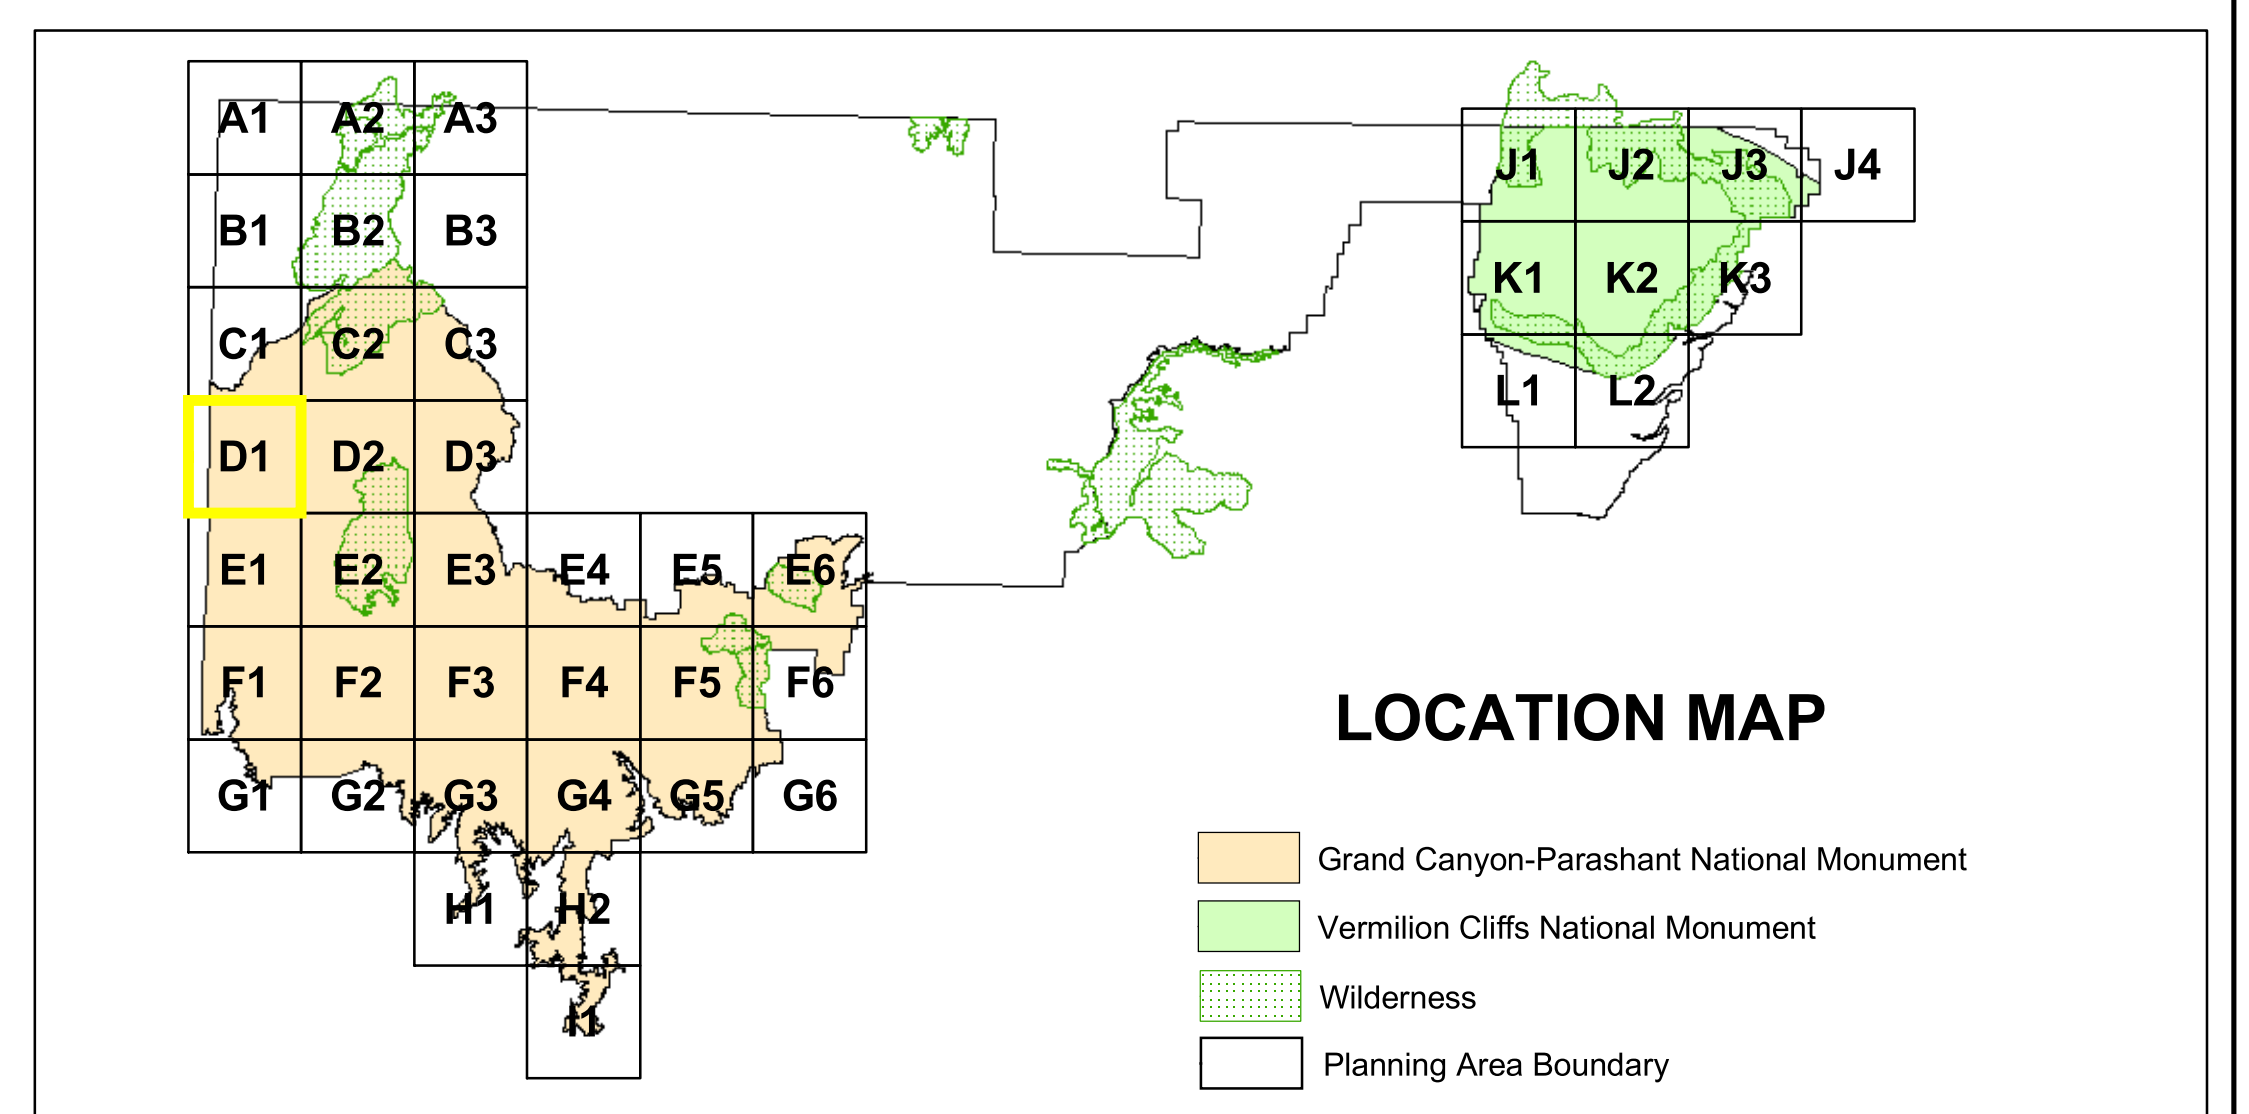 A1 A2 A3
J1 J2 J3 J4
B1 B2 B3
K1 K2 K3
C1 C2 C3
L1 L2
D1 D2 D3
E1 E2 E3 E4 E5 E6
F1 F2 F3 F4 F5 F6
LOCATION MAP
G1 G2 G3 G4 G5 G6
Grand Canyon-Parashant National Monument
H1 H2
Vermilion Cliffs National Monument
Wilderness
I1
Planning Area Boundary